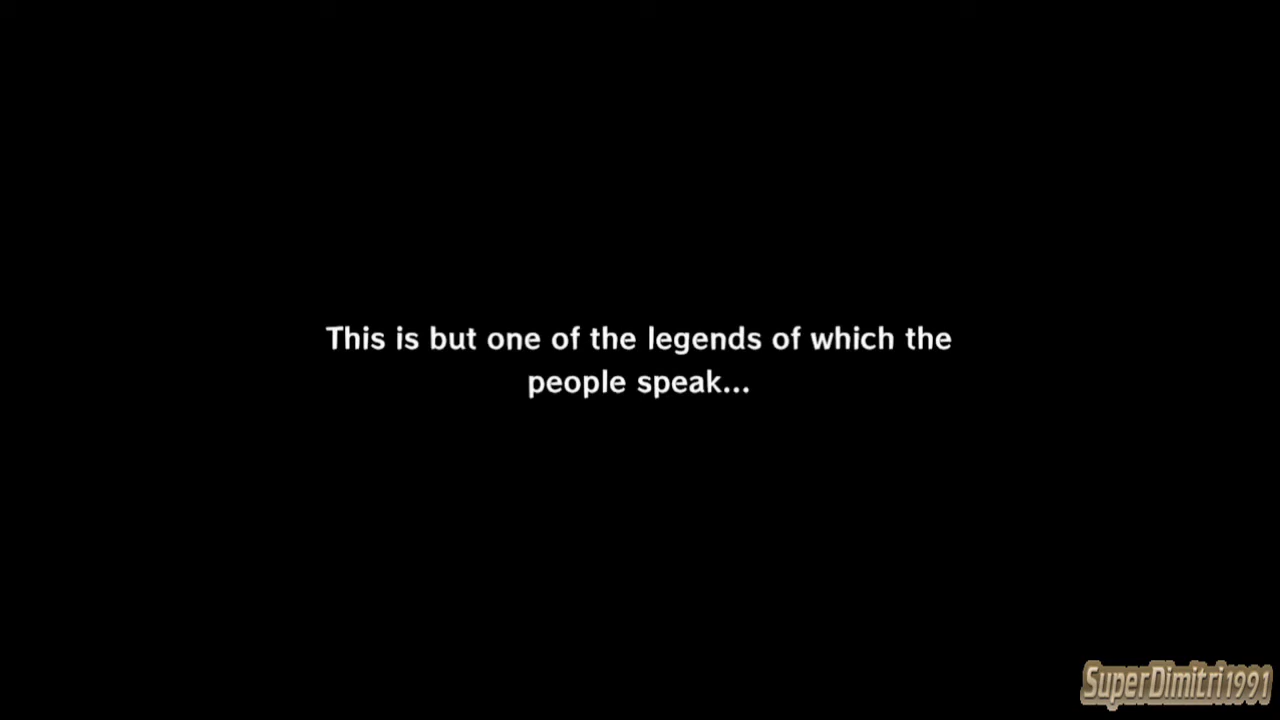 This is but one of the legends of which the
people speak...
SuperDimitri1991